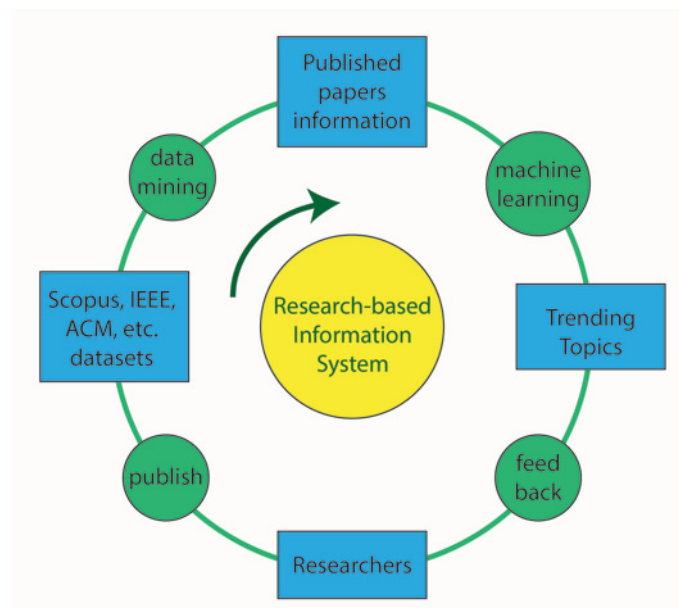 Published
papers
information
data
mining
machine
learning
Scopus, IEEE,
ACM, etc.
datasets
Research-based
Information
System
Trending
Topics
publish
feed
back
Researchers